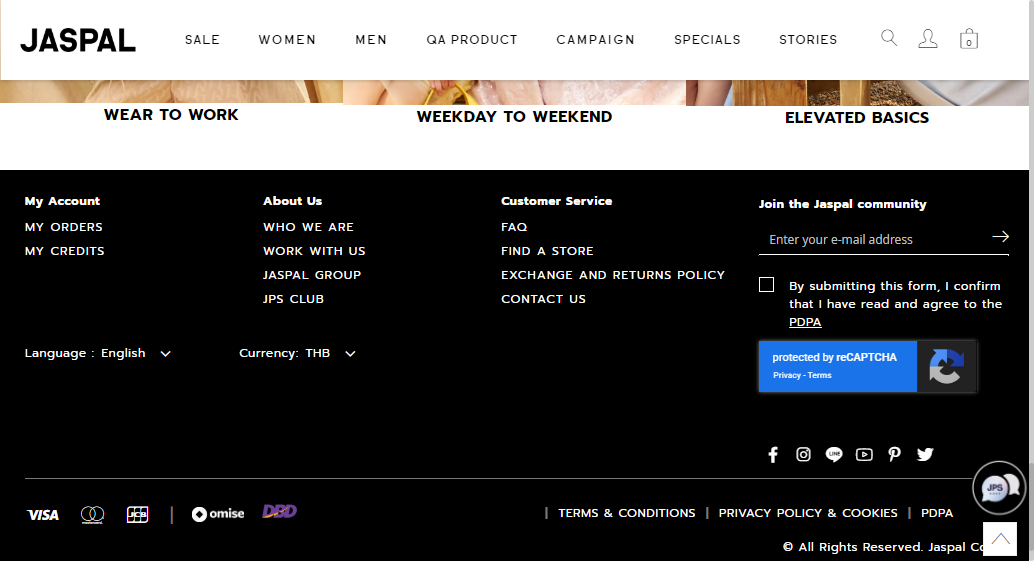 JASPAL
SALE
WOMEN
MEN
QA PRODUCT
CAMPAIGN
SPECIALS
STORIES
0
WEAR TO WORK
WEEKDAY TO WEEKEND
ELEVATED BASICS
My Account
MY ORDERS
MY CREDITS
About Us
WHO WE ARE
WORK WITH US
JASPAL GROUP
JPS CLUB
Customer Service
FAQ
FIND A STORE
EXCHANGE AND RETURNS POLICY
CONTACT US
Join the Jaspal community
Enter your e-mail address
By submitting this form, I confirm
that I have read and agree to the
PDPA
Language : English
Currency: THB
protected by reCAPTCHA
Privacy - Terms
LINE
JPS
VISA
JCB
omise
DBD
| TERMS & CONDITIONS | PRIVACY POLICY & COOKIES | PDPA
© All Rights Reserved. Jaspal